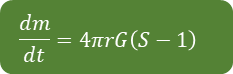 dm/dt = 4πrG(S − 1)